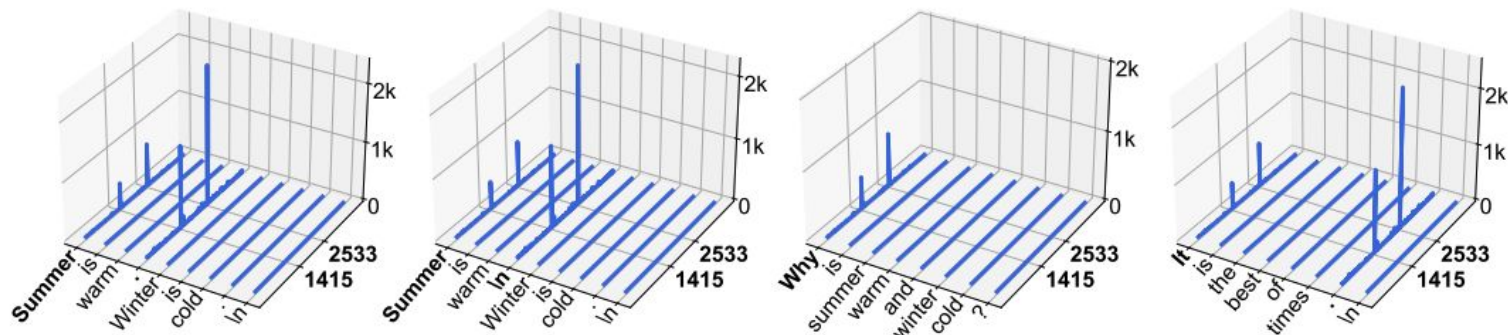 2k
1k
0
2533
1415
Summer
is
warm
.
Winter
is
cold
.
\n
2k
1k
0
2533
1415
Summer
is
warm
\n
Winter
is
cold
.
\n
2k
1k
0
2533
1415
Why
is
summer
warm
and
winter
cold
?
2k
1k
0
2533
1415
It
is
the
best
of
times
.
\n